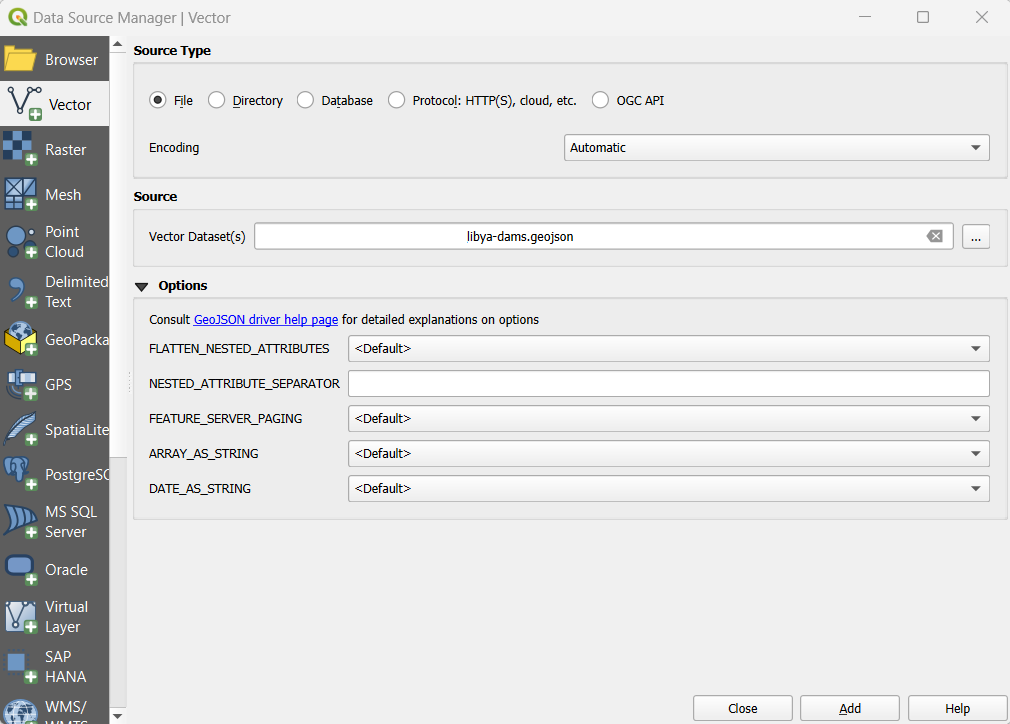 Data Source Manager | Vector
Browser
Vector
Raster
Mesh
Point
Cloud
Delimited
Text
GeoPacka
GPS
SpatiaLite
PostgreSQ
MS SQL
Server
Oracle
Virtual
Layer
SAP
HANA
WMS/
WMTS
Source Type
File Directory Database Protocol: HTTP(S), cloud, etc. OGC API
Encoding Automatic
Source
Vector Dataset(s) libya-dams.geojson ...
Options
Consult GeoJSON driver help page for detailed explanations on options
FLATTEN_NESTED_ATTRIBUTES <Default>
NESTED_ATTRIBUTE_SEPARATOR
FEATURE_SERVER_PAGING <Default>
ARRAY_AS_STRING <Default>
DATE_AS_STRING <Default>
Close Add Help